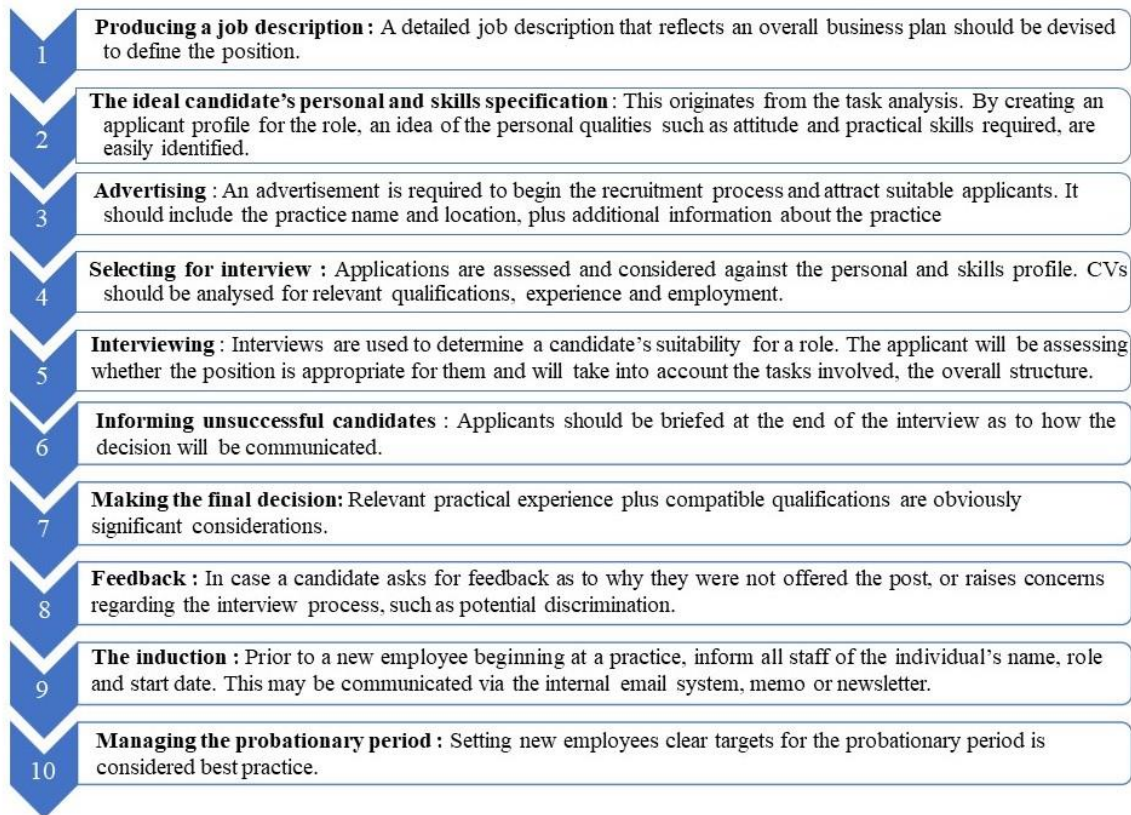 1
Producing a job description : A detailed job description that reflects an overall business plan should be devised
to define the position.
2
The ideal candidate's personal and skills specification : This originates from the task analysis. By creating an
applicant profile for the role, an idea of the personal qualities such as attitude and practical skills required, are
easily identified.
3
Advertising : An advertisement is required to begin the recruitment process and attract suitable applicants. It
should include the practice name and location, plus additional information about the practice
4
Selecting for interview : Applications are assessed and considered against the personal and skills profile. CVs
should be analysed for relevant qualifications, experience and employment.
5
Interviewing : Interviews are used to determine a candidate's suitability for a role. The applicant will be assessing
whether the position is appropriate for them and will take into account the tasks involved, the overall structure.
6
Informing unsuccessful candidates : Applicants should be briefed at the end of the interview as to how the
decision will be communicated.
7
Making the final decision: Relevant practical experience plus compatible qualifications are obviously
significant considerations.
8
Feedback : In case a candidate asks for feedback as to why they were not offered the post, or raises concerns
regarding the interview process, such as potential discrimination.
9
The induction : Prior to a new employee beginning at a practice, inform all staff of the individual's name, role
and start date. This may be communicated via the internal email system, memo or newsletter.
10
Managing the probationary period : Setting new employees clear targets for the probationary period is
considered best practice.